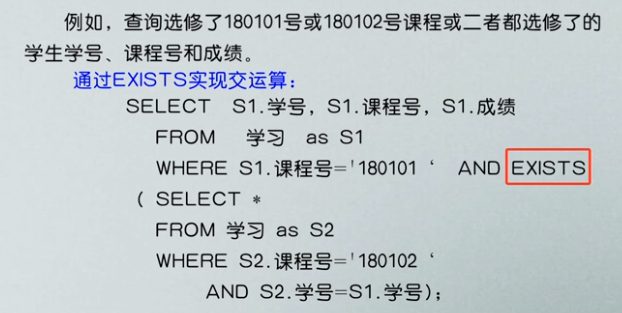 例如，查询选修了180101号或180102号课程或二者都选修了的
学生学号、课程号和成绩。
通过EXISTS实现交运算：
SELECT S1.学号，S1.课程号，S1.成绩
FROM 学习 as S1
WHERE S1.课程号='180101 ‘ AND EXISTS
( SELECT *
FROM 学习 as S2
WHERE S2.课程号='180102 ‘
AND S2.学号=S1.学号)；